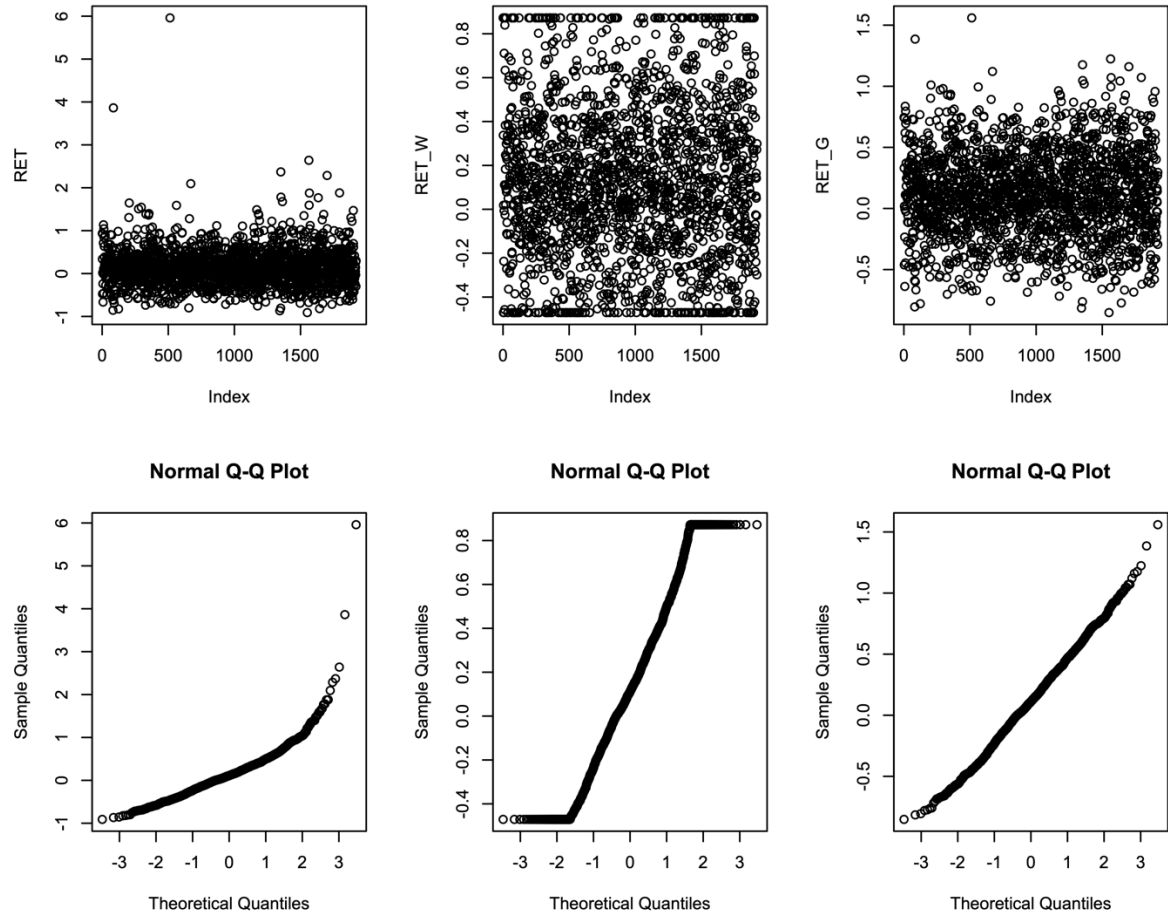 RET
6
5
4
3
2
1
0
-1
0 500 1000 1500
Index
RET_W
0.8
0.6
0.4
0.2
0.0
-0.2
-0.4
0 500 1000 1500
Index
RET_G
1.5
1.0
0.5
0.0
-0.5
0 500 1000 1500
Index
Normal Q-Q Plot
Sample Quantiles
6
5
4
3
2
1
0
-1
-3 -2 -1 0 1 2 3
Theoretical Quantiles
Normal Q-Q Plot
Sample Quantiles
0.8
0.6
0.4
0.2
0.0
-0.2
-0.4
-3 -2 -1 0 1 2 3
Theoretical Quantiles
Normal Q-Q Plot
Sample Quantiles
1.5
1.0
0.5
0.0
-0.5
-3 -2 -1 0 1 2 3
Theoretical Quantiles